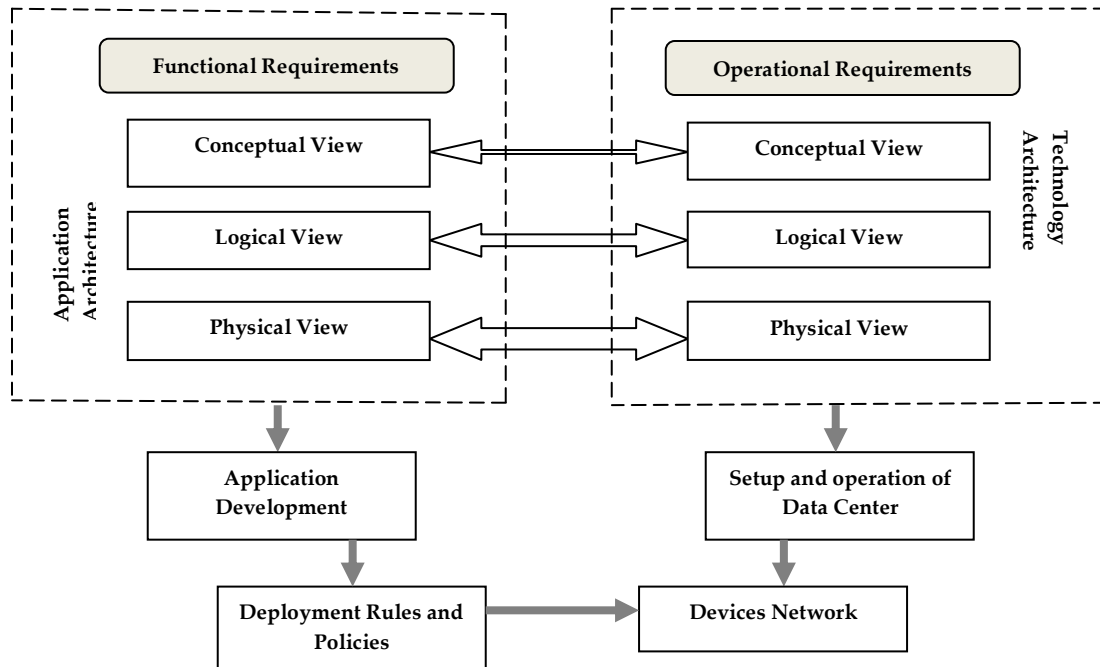 Functional Requirements
Conceptual View
Logical View
Physical View
Application
Architecture
Operational Requirements
Conceptual View
Logical View
Physical View
Technology
Architecture
Application
Development
Setup and operation of
Data Center
Deployment Rules and
Policies
Devices Network